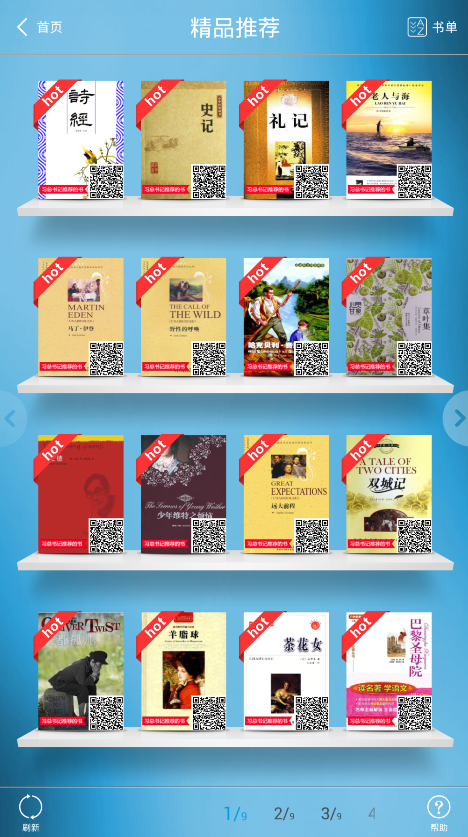 首页
精品推荐
书单
hot
詩
經
习总书记推荐的书
hot
史记
习总书记推荐的书
hot
礼记
习总书记推荐的书
hot
老人与海
LAO REN YU HAI
习总书记推荐的书
hot
MARTIN
EDEN
马丁·伊登
习总书记推荐的书
hot
THE CALL OF
THE WILD
野性的呼唤
习总书记推荐的书
hot
习总书记推荐的书
hot
草叶集
习总书记推荐的书
hot
习总书记推荐的书
hot
The Sorrows of Young Werther
少年维特之烦恼
习总书记推荐的书
hot
GREAT
EXPECTATIONS
远大前程
习总书记推荐的书
hot
A TALE OF
TWO CITIES
双城记
习总书记推荐的书
hot
TWIST
习总书记推荐的书
hot
羊脂球
习总书记推荐的书
hot
茶花女
习总书记推荐的书
hot
巴黎圣母院
读名著 学语文
习总书记推荐的书
刷新
1/9
2/9
3/9
4
帮助